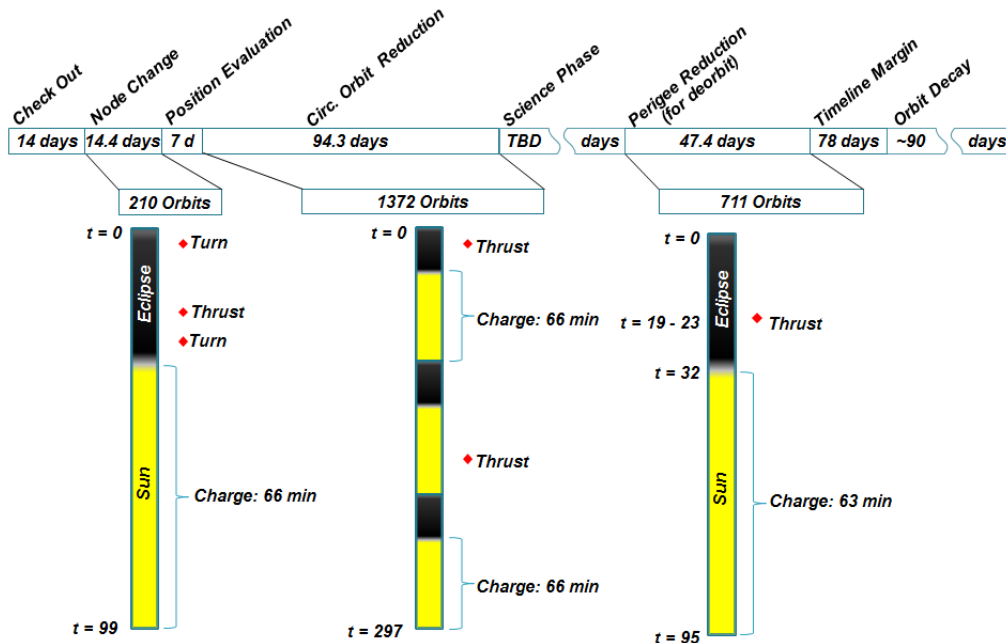 Check Out
Node Change
Position Evaluation
Circ. Orbit Reduction
Science Phase
Perigee Reduction
(for deorbit)
Timeline Margin
Orbit Decay
14 days
14.4 days
7 d
94.3 days
TBD
days
47.4 days
78 days
~90
days
210 Orbits
1372 Orbits
711 Orbits
t = 0
Turn
Eclipse
Thrust
Turn
Sun
Charge: 66 min
t = 99
t = 0
Thrust
Charge: 66 min
Thrust
Charge: 66 min
t = 297
t = 0
Eclipse
t = 19 - 23
Thrust
t = 32
Sun
Charge: 63 min
t = 95